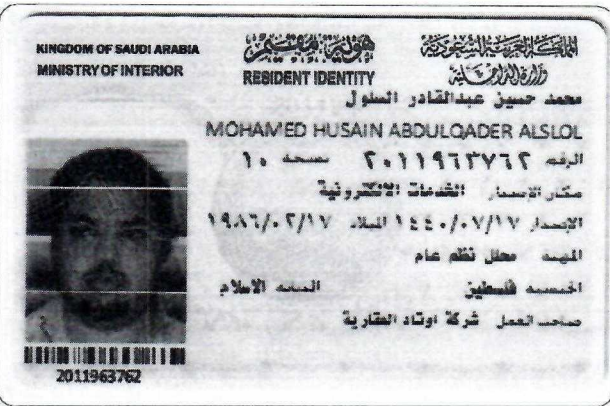 KINGDOM OF SAUDI ARABIA
MINISTRY OF INTERIOR
هوية مقيم
RESIDENT IDENTITY
المملكة العربية السعودية
وزارة الداخلية
محمد حسين عبدالقادر السلول
MOHAMED HUSAIN ABDULQADER ALSLOL
الرقم ٢٠١١٩٦٣٧٦٢ نسخة ١٠
مكان الإصدار الخدمات الالكترونية
الإصدار ١٤٤٠/٠٧/١٧ الميلاد ١٩٨٦/٠٢/١٧
المهنة محلل نظم عام
الجنسية فلسطين الديانة الاسلام
صاحب العمل شركة اوتاد العقارية
2011963762